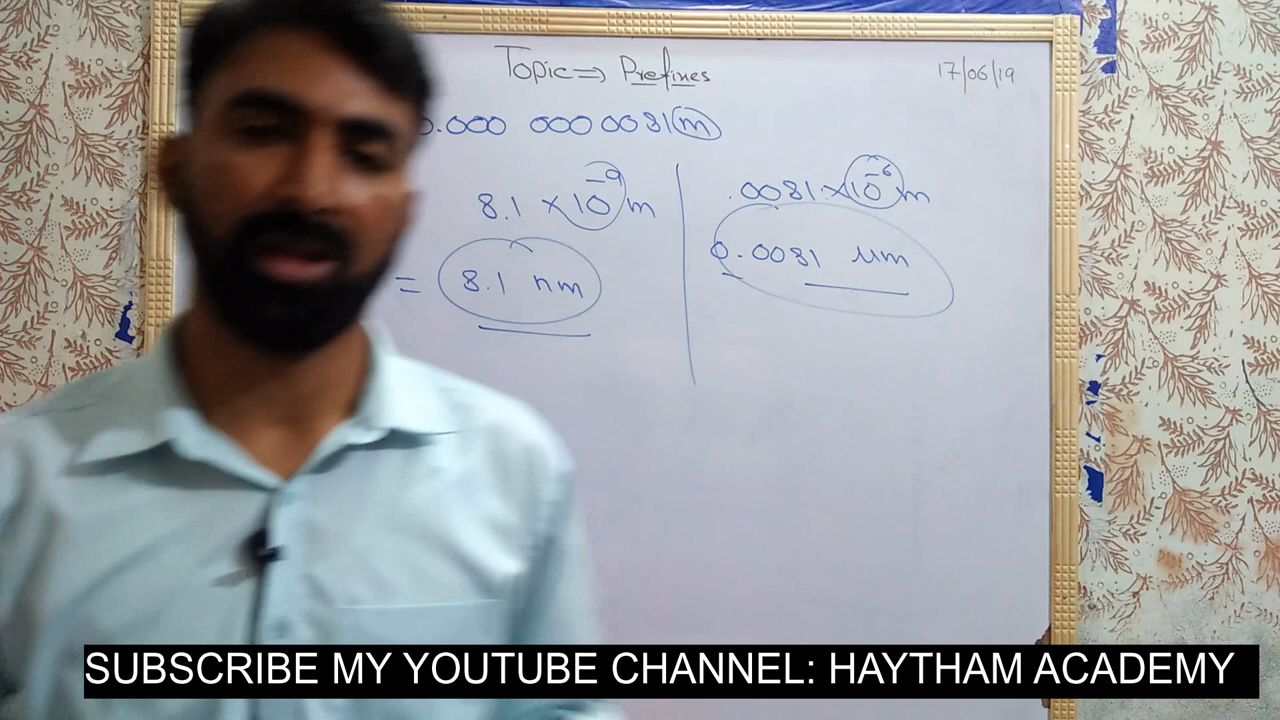 Topic => Prefixes
17/06/19
0.000 000 0081(m)
8.1 × 10⁻⁹ m
= 8.1 nm
.0081 × 10⁻⁶ m
0.0081 μm
SUBSCRIBE MY YOUTUBE CHANNEL: HAYTHAM ACADEMY